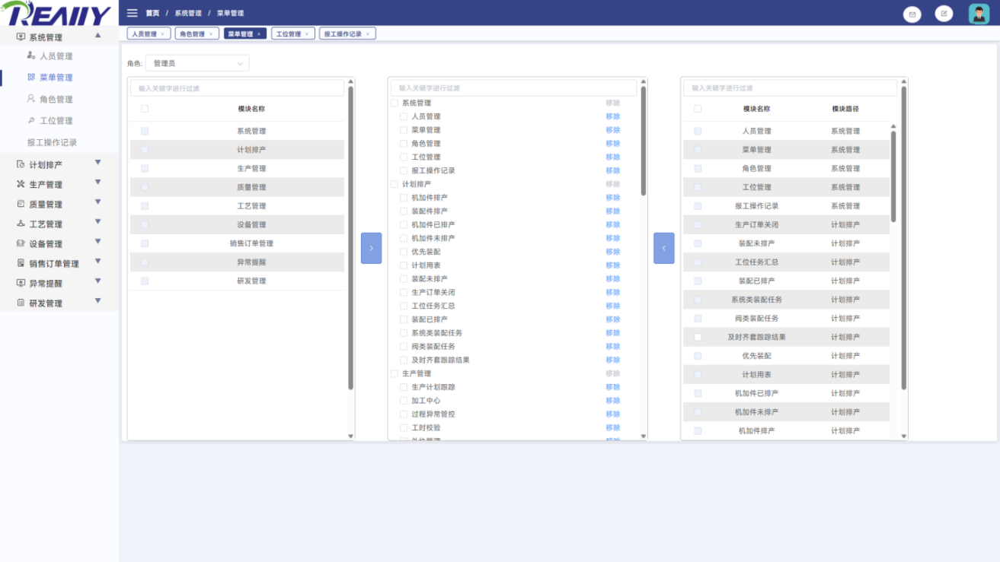 REAllY
首页 / 系统管理 / 菜单管理
人员管理 × 角色管理 × 菜单管理 × 工位管理 × 报工操作记录 ×
系统管理
人员管理
菜单管理
角色管理
工位管理
报工操作记录
计划排产
生产管理
质量管理
工艺管理
设备管理
销售订单管理
异常提醒
研发管理
角色: 管理员
输入关键字进行过滤
模块名称
系统管理
计划排产
生产管理
质量管理
工艺管理
设备管理
销售订单管理
异常提醒
研发管理
输入关键字进行过滤
系统管理 移除
人员管理 移除
菜单管理 移除
角色管理 移除
工位管理 移除
报工操作记录 移除
计划排产 移除
机加件排产 移除
装配件排产 移除
机加件已排产 移除
机加件未排产 移除
优先装配 移除
计划用表 移除
装配未排产 移除
生产订单关闭 移除
工位任务汇总 移除
装配已排产 移除
系统类装配任务 移除
阀类装配任务 移除
及时齐套跟踪结果 移除
生产管理 移除
生产计划跟踪 移除
加工中心 移除
过程异常管控 移除
工时校验 移除
外协管理 移除
输入关键字进行过滤
模块名称 模块路径
人员管理 系统管理
菜单管理 系统管理
角色管理 系统管理
工位管理 系统管理
报工操作记录 系统管理
生产订单关闭 计划排产
装配未排产 计划排产
工位任务汇总 计划排产
装配已排产 计划排产
系统类装配任务 计划排产
阀类装配任务 计划排产
及时齐套跟踪结果 计划排产
优先装配 计划排产
计划用表 计划排产
机加件已排产 计划排产
机加件未排产 计划排产
机加件排产 计划排产